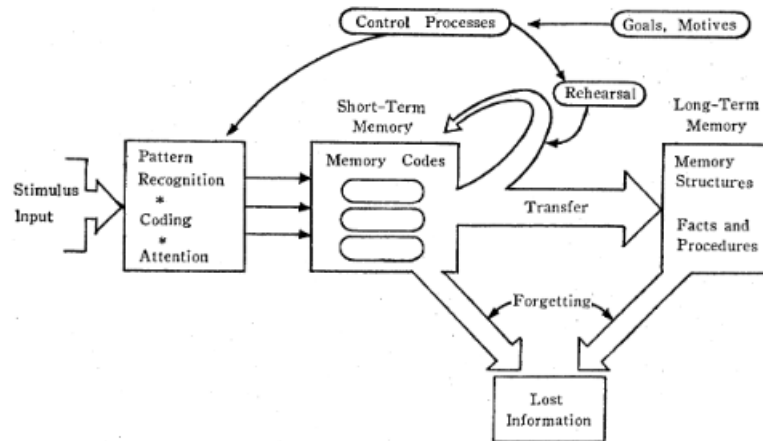 Control Processes
Goals, Motives
Rehearsal
Short-Term
Memory
Long-Term
Memory
Stimulus
Input
Pattern
Recognition
*
Coding
*
Attention
Memory Codes
Transfer
Memory
Structures
Facts and
Procedures
Forgetting
Lost
Information